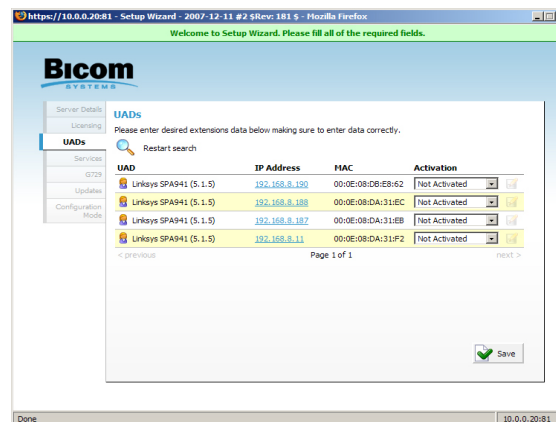 https://10.0.0.20:81 - Setup Wizard - 2007-12-11 #2 $Rev: 181 $ - Mozilla Firefox
Welcome to Setup Wizard. Please fill all of the required fields.
Bicom
SYSTEMS
Server Details
Licensing
UADs
Services
G729
Updates
Configuration Mode
UADs
Please enter desired extensions data below making sure to enter data correctly.
Restart search
UAD IP Address MAC Activation
Linksys SPA941 (5.1.5) 192.168.8.190 00:0E:08:DB:E8:62 Not Activated
Linksys SPA941 (5.1.5) 192.168.8.188 00:0E:08:DA:31:EC Not Activated
Linksys SPA941 (5.1.5) 192.168.8.187 00:0E:08:DA:31:EB Not Activated
Linksys SPA941 (5.1.5) 192.168.8.11 00:0E:08:DA:31:F2 Not Activated
< previous Page 1 of 1 next >
Save
Done 10.0.0.20:81